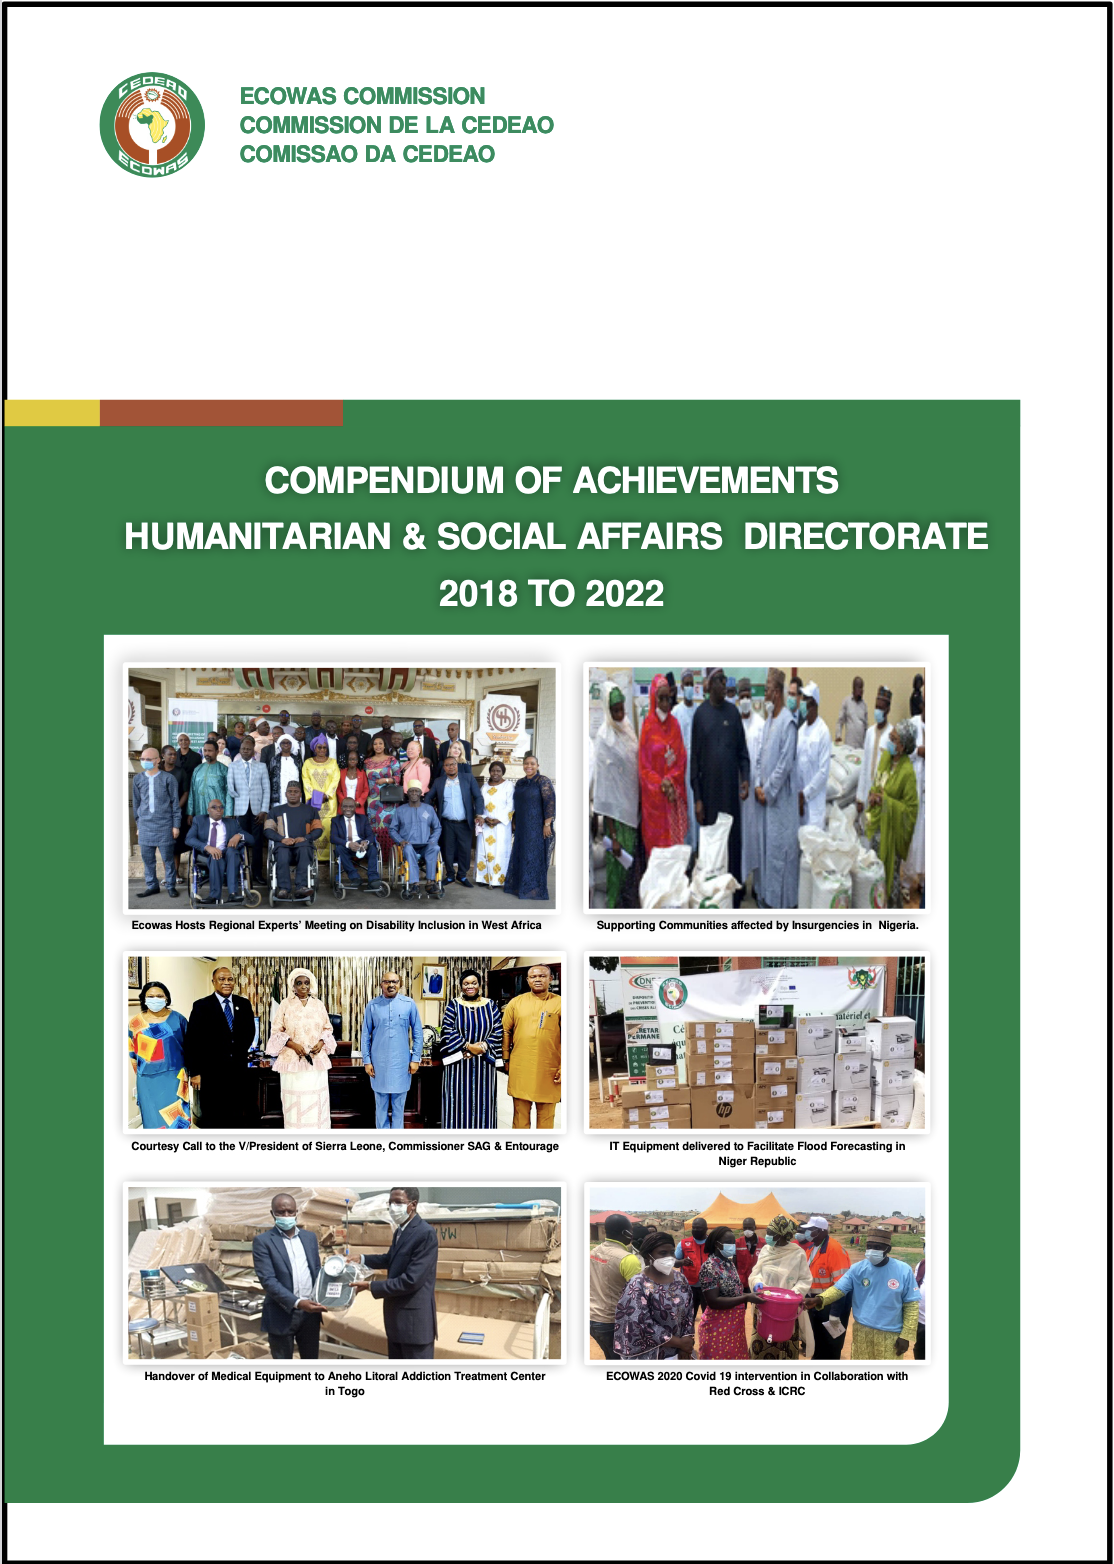 CEDEAO
ECOWAS
ECOWAS COMMISSION
COMMISSION DE LA CEDEAO
COMISSAO DA CEDEAO
COMPENDIUM OF ACHIEVEMENTS
HUMANITARIAN & SOCIAL AFFAIRS DIRECTORATE
2018 TO 2022
Ecowas Hosts Regional Experts’ Meeting on Disability Inclusion in West Africa
Supporting Communities affected by Insurgencies in Nigeria.
hp
Courtesy Call to the V/President of Sierra Leone, Commissioner SAG & Entourage
IT Equipment delivered to Facilitate Flood Forecasting in
Niger Republic
Handover of Medical Equipment to Aneho Litoral Addiction Treatment Center
in Togo
ECOWAS 2020 Covid 19 intervention in Collaboration with
Red Cross & ICRC